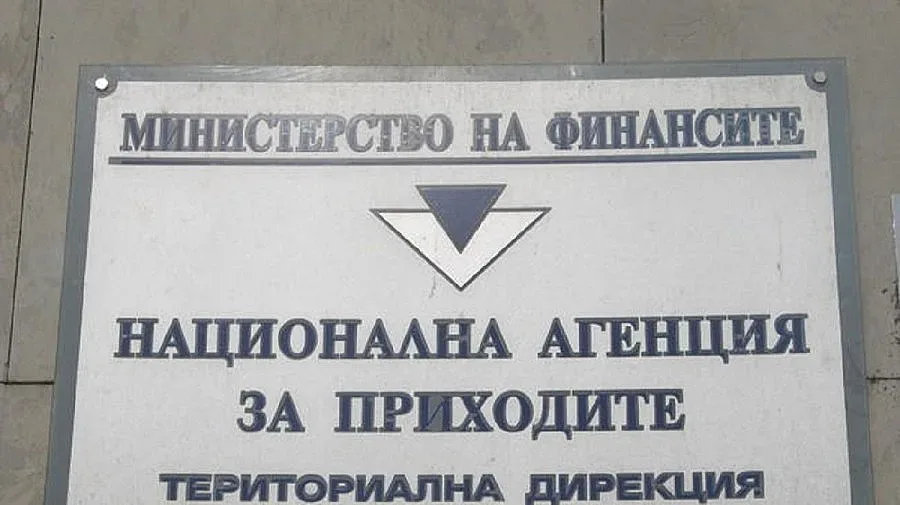 МИНИСТЕРСТВО НА ФИНАНСИТЕ
НАЦИОНАЛНА АГЕНЦИЯ
ЗА ПРИХОДИТЕ
ТЕРИТОРИАЛНА ДИРЕКЦИЯ